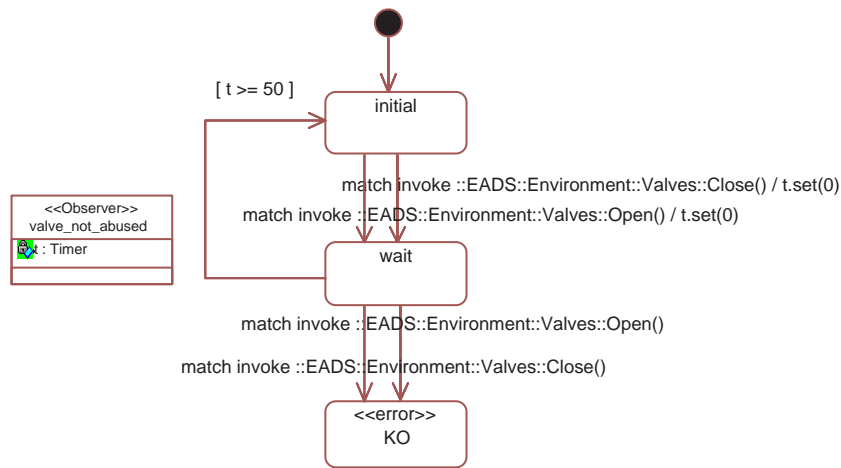 [ t >= 50 ]
initial
match invoke ::EADS::Environment::Valves::Close() / t.set(0)
match invoke ::EADS::Environment::Valves::Open() / t.set(0)
<<Observer>>
valve_not_abused
t : Timer
wait
match invoke ::EADS::Environment::Valves::Open()
match invoke ::EADS::Environment::Valves::Close()
<<error>>
KO